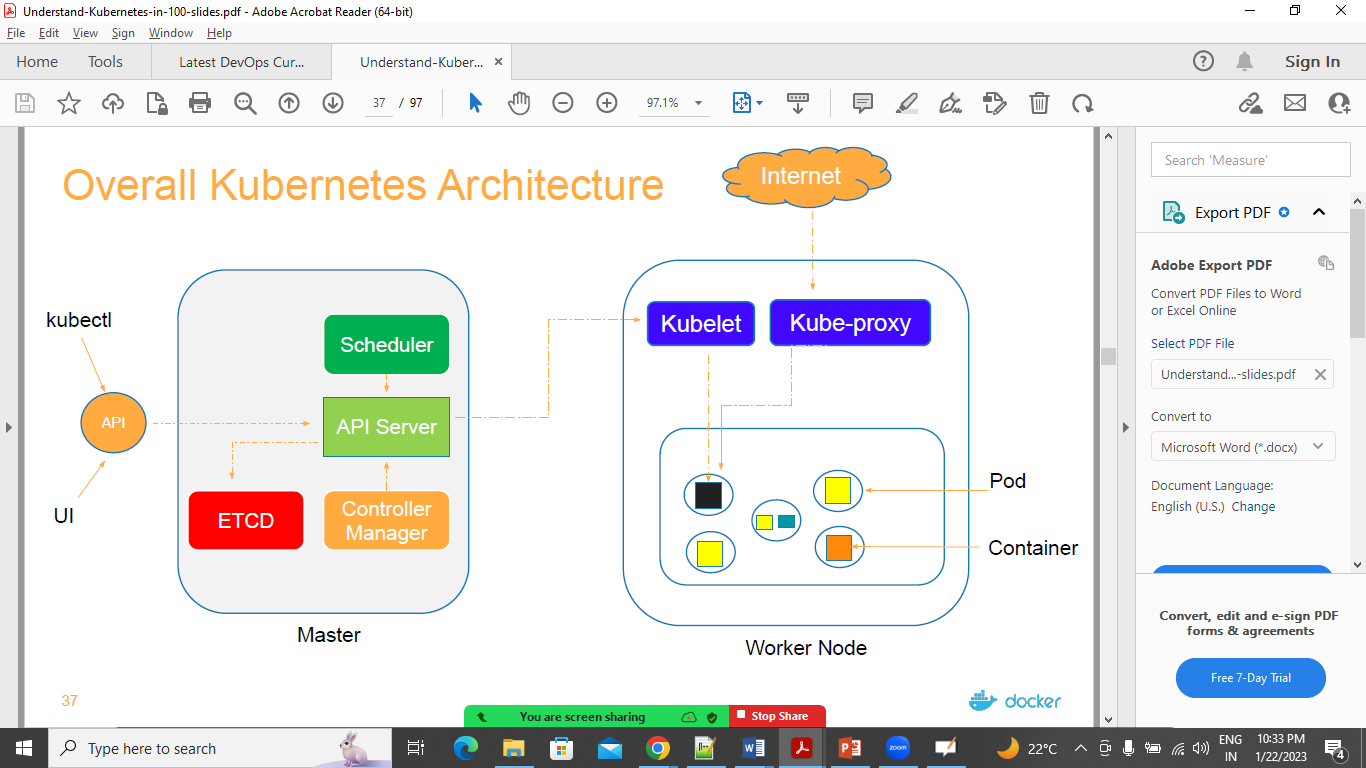 Understand-Kubernetes-in-100-slides.pdf - Adobe Acrobat Reader (64-bit)
File Edit View Sign Window Help
Home Tools Latest DevOps Cur... Understand-Kuber... ×
37 / 97 97.1%
Overall Kubernetes Architecture
Internet
kubectl
API
UI
Scheduler
API Server
ETCD
Controller
Manager
Master
Kubelet
Kube-proxy
Pod
Container
Worker Node
37
docker
Sign In
Search 'Measure'
Export PDF
Adobe Export PDF
Convert PDF Files to Word
or Excel Online
Select PDF File
Understand...-slides.pdf
Convert to
Microsoft Word (*.docx)
Document Language:
English (U.S.) Change
Convert, edit and e-sign PDF
forms & agreements
Free 7-Day Trial
You are screen sharing Stop Share
Type here to search
zoom
22°C
ENG
IN
10:33 PM
1/22/2023
4